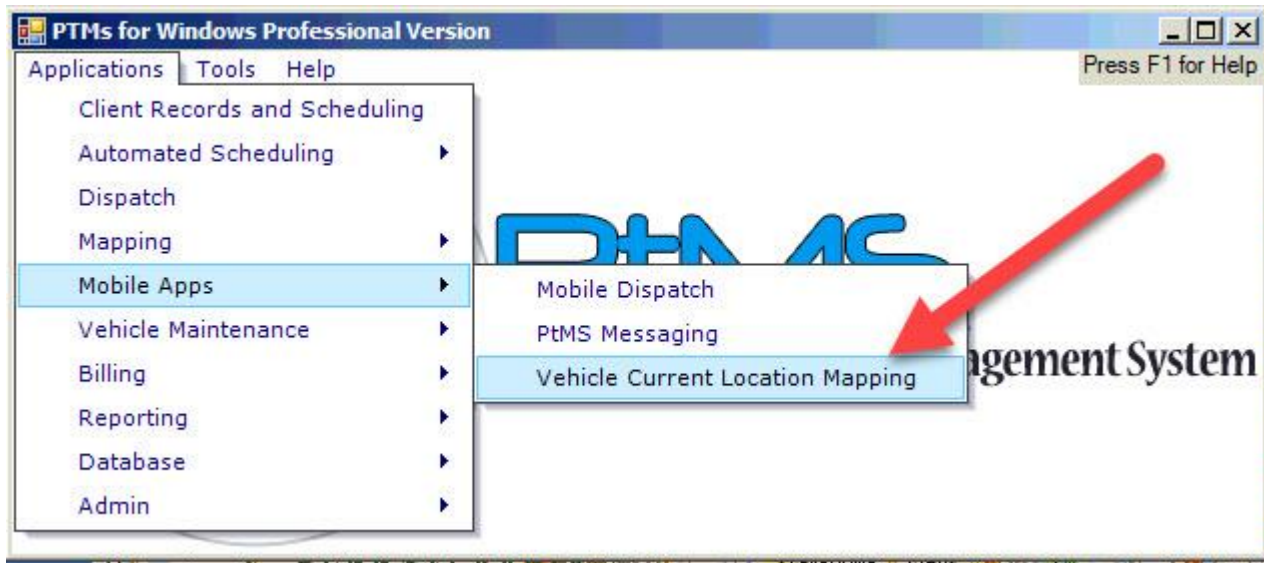 PTMs for Windows Professional Version
Applications Tools Help Press F1 for Help
Client Records and Scheduling
Automated Scheduling
Dispatch
Mapping
Mobile Apps
Vehicle Maintenance
Billing
Reporting
Database
Admin
Mobile Dispatch
PtMS Messaging
Vehicle Current Location Mapping
PtMS
agement System